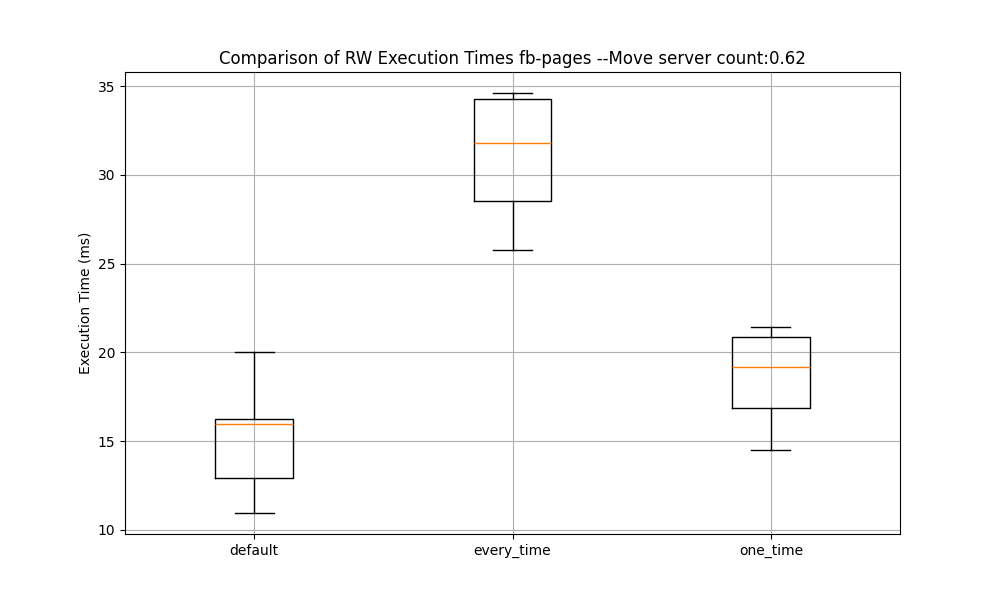 Comparison of RW Execution Times fb-pages --Move server count:0.62
Execution Time (ms)
35
30
25
20
15
10
default
every_time
one_time